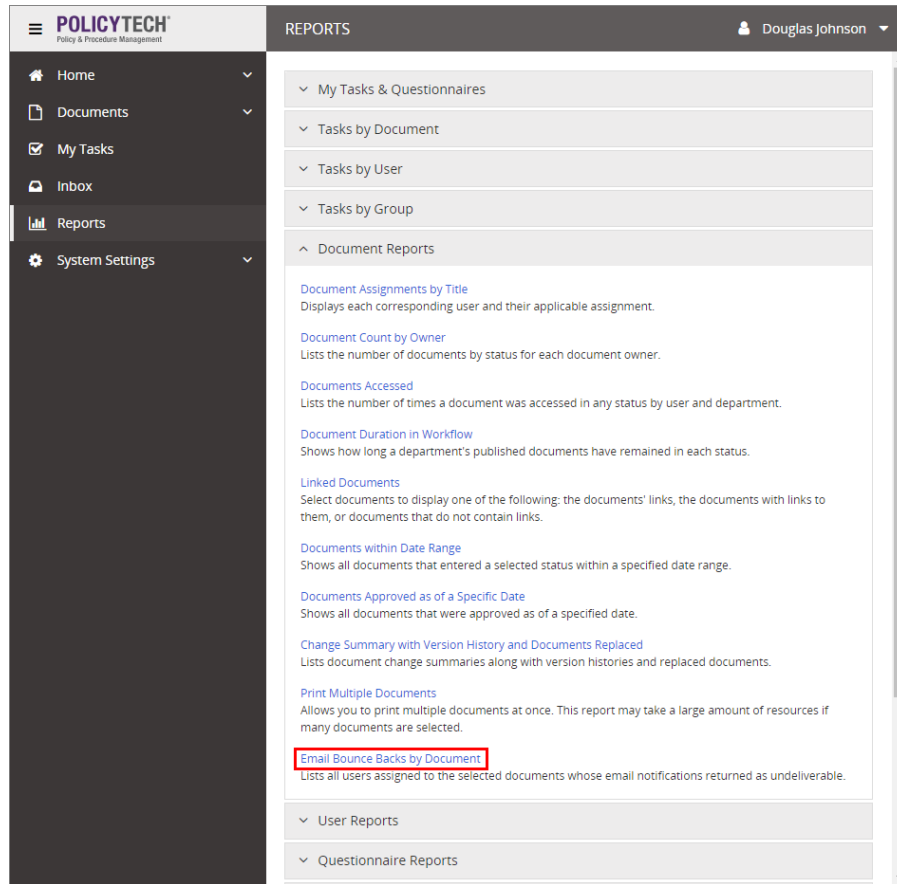 POLICYTECH®
Policy & Procedure Management
REPORTS
Douglas Johnson
Home
Documents
My Tasks
Inbox
Reports
System Settings
My Tasks & Questionnaires
Tasks by Document
Tasks by User
Tasks by Group
Document Reports
Document Assignments by Title
Displays each corresponding user and their applicable assignment.
Document Count by Owner
Lists the number of documents by status for each document owner.
Documents Accessed
Lists the number of times a document was accessed in any status by user and department.
Document Duration in Workflow
Shows how long a department's published documents have remained in each status.
Linked Documents
Select documents to display one of the following: the documents' links, the documents with links to
them, or documents that do not contain links.
Documents within Date Range
Shows all documents that entered a selected status within a specified date range.
Documents Approved as of a Specific Date
Shows all documents that were approved as of a specified date.
Change Summary with Version History and Documents Replaced
Lists document change summaries along with version histories and replaced documents.
Print Multiple Documents
Allows you to print multiple documents at once. This report may take a large amount of resources if
many documents are selected.
Email Bounce Backs by Document
Lists all users assigned to the selected documents whose email notifications returned as undeliverable.
User Reports
Questionnaire Reports